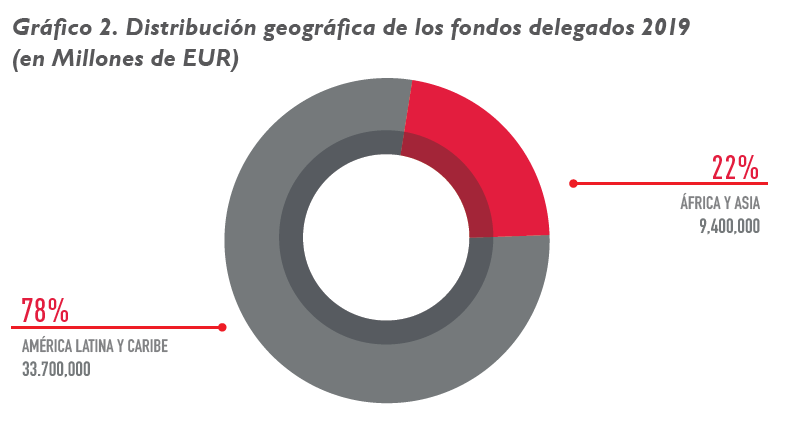 Gráfico 2. Distribución geográfica de los fondos delegados 2019
(en Millones de EUR)
22%
ÁFRICA Y ASIA
9,400,000
78%
AMÉRICA LATINA Y CARIBE
33.700,000